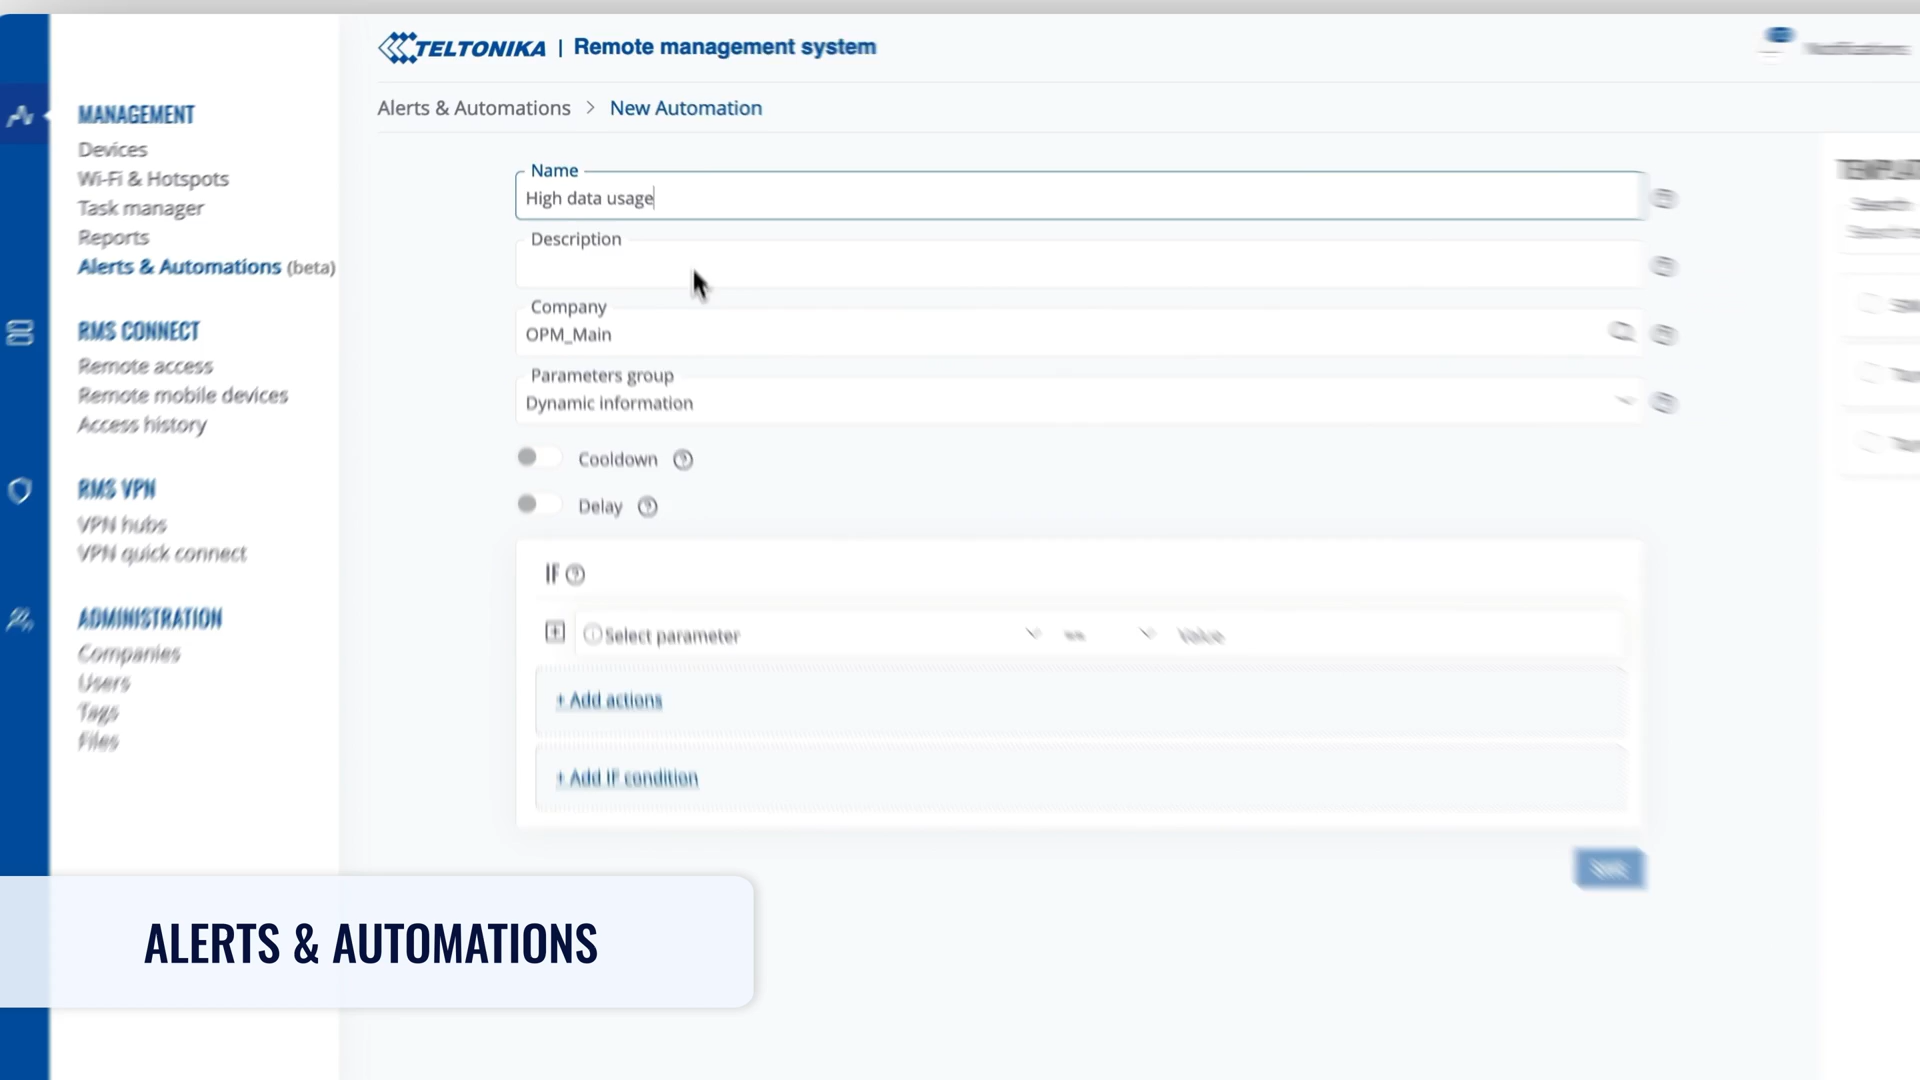 TELTONIKA | Remote management system
Notifications
MANAGEMENT
Devices
Wi-Fi & Hotspots
Task manager
Reports
Alerts & Automations (beta)
RMS CONNECT
Remote access
Remote mobile devices
Access history
RMS VPN
VPN hubs
VPN quick connect
ADMINISTRATION
Companies
Users
Tags
Files
Alerts & Automations > New Automation
Name
High data usage
Description
Company
OPM_Main
Parameters group
Dynamic information
Cooldown
Delay
IF
Select parameter
Value
+ Add actions
+ Add IF condition
Search
ALERTS & AUTOMATIONS